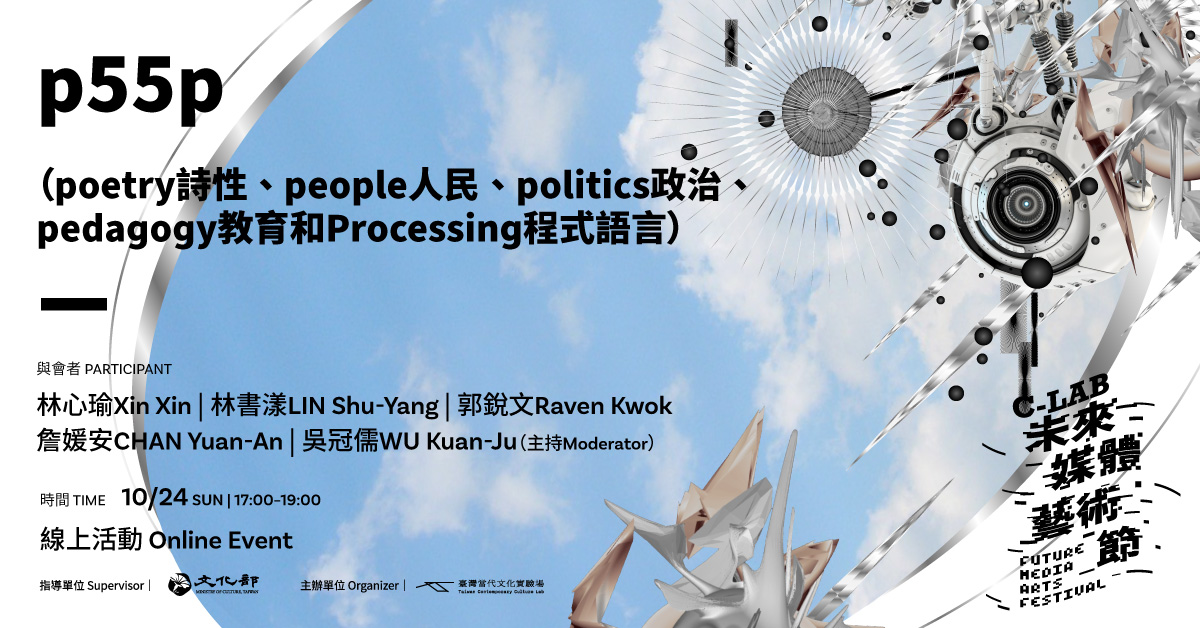 p55p
（poetry詩性、people人民、politics政治、
pedagogy教育和Processing程式語言）
與會者 PARTICIPANT
林心瑜Xin Xin | 林書漾LIN Shu-Yang | 郭銳文Raven Kwok
詹媛安CHAN Yuan-An | 吳冠儒WU Kuan-Ju（主持Moderator）
時間 TIME 10/24 SUN | 17:00-19:00
線上活動 Online Event
指導單位 Supervisor | 文化部 MINISTRY OF CULTURE, TAIWAN
主辦單位 Organizer | 臺灣當代文化實驗場 Taiwan Contemporary Culture Lab
C-LAB
未來
媒體
藝術
節
FUTURE
MEDIA
ARTS
FESTIVAL